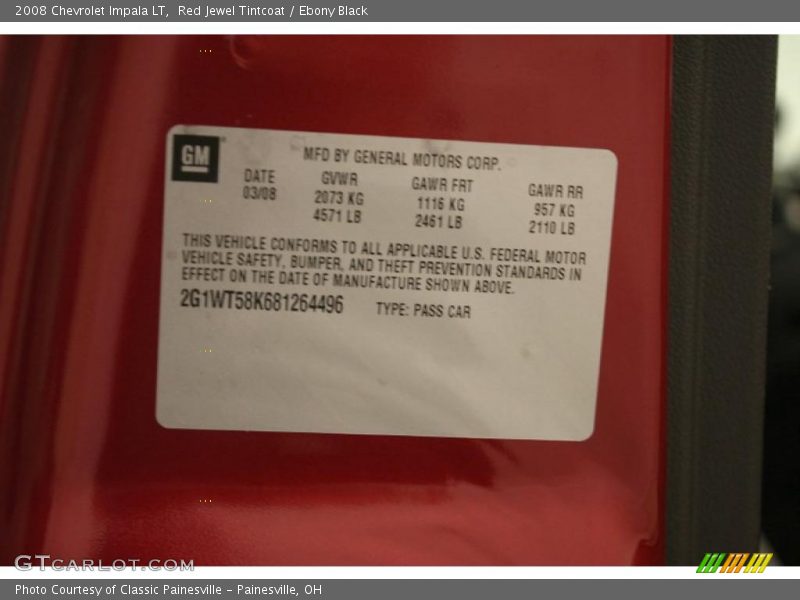 2008 Chevrolet Impala LT, Red Jewel Tintcoat / Ebony Black
GM
MFD BY GENERAL MOTORS CORP.
DATE GVWR GAWR FRT GAWR RR
03/08 2073 KG 1116 KG 957 KG
4571 LB 2461 LB 2110 LB
THIS VEHICLE CONFORMS TO ALL APPLICABLE U.S. FEDERAL MOTOR
VEHICLE SAFETY, BUMPER, AND THEFT PREVENTION STANDARDS IN
EFFECT ON THE DATE OF MANUFACTURE SHOWN ABOVE.
2G1WT58K681264496 TYPE: PASS CAR
GTCARLOT.COM
Photo Courtesy of Classic Painesville - Painesville, OH